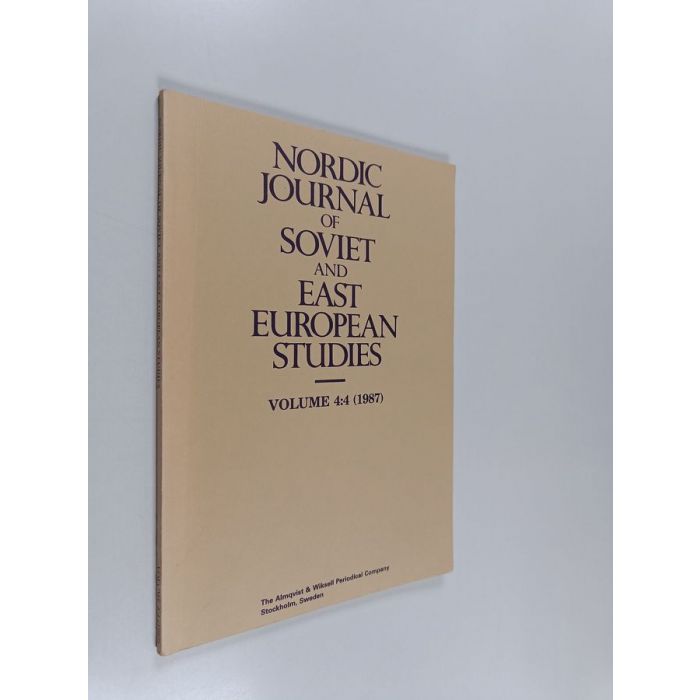 NORDIC
JOURNAL
OF
SOVIET
AND
EAST
EUROPEAN
STUDIES
VOLUME 4:4 (1987)
The Almqvist & Wiksell Periodical Company
Stockholm, Sweden